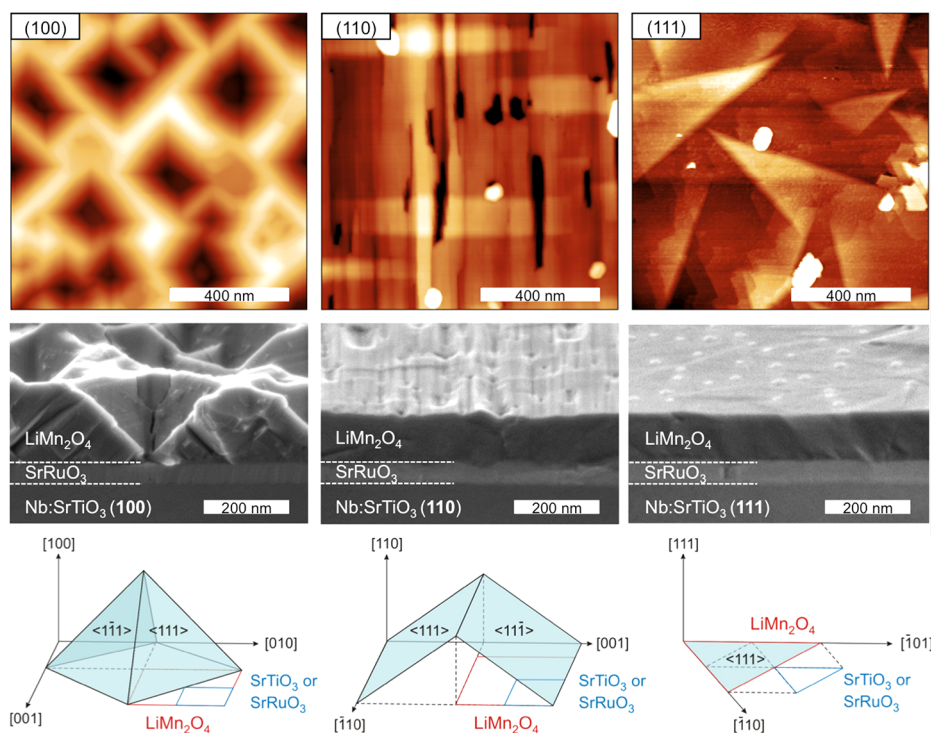 (100)
(110)
(111)
400 nm
400 nm
400 nm
LiMn₂O₄
SrRuO₃
Nb:SrTiO₃ (100)
200 nm
LiMn₂O₄
SrRuO₃
Nb:SrTiO₃ (110)
200 nm
LiMn₂O₄
SrRuO₃
Nb:SrTiO₃ (111)
200 nm
[100]
<11̅1>
<111>
[010]
SrTiO₃ or
SrRuO₃
[001]
LiMn₂O₄
[110]
<111>
<111̅>
[001]
SrTiO₃ or
SrRuO₃
[1̅10]
LiMn₂O₄
[111]
LiMn₂O₄
[1̅01]
<111>
SrTiO₃ or
SrRuO₃
[1̅10]